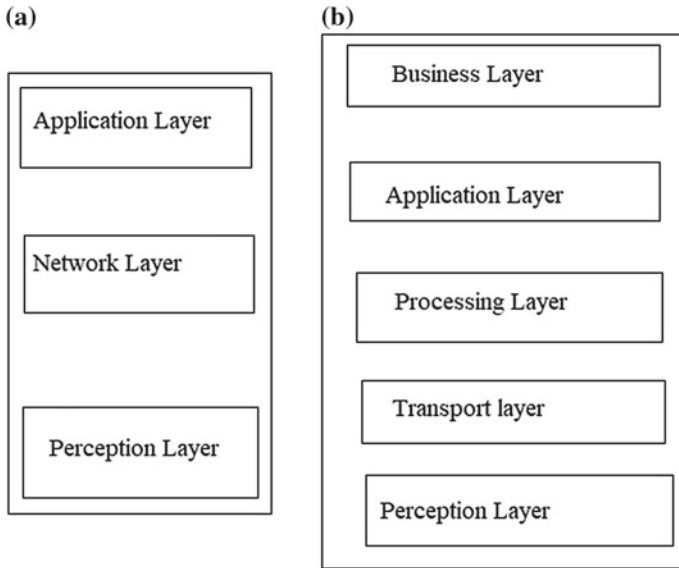 (a)
Application Layer
Network Layer
Perception Layer
(b)
Business Layer
Application Layer
Processing Layer
Transport layer
Perception Layer